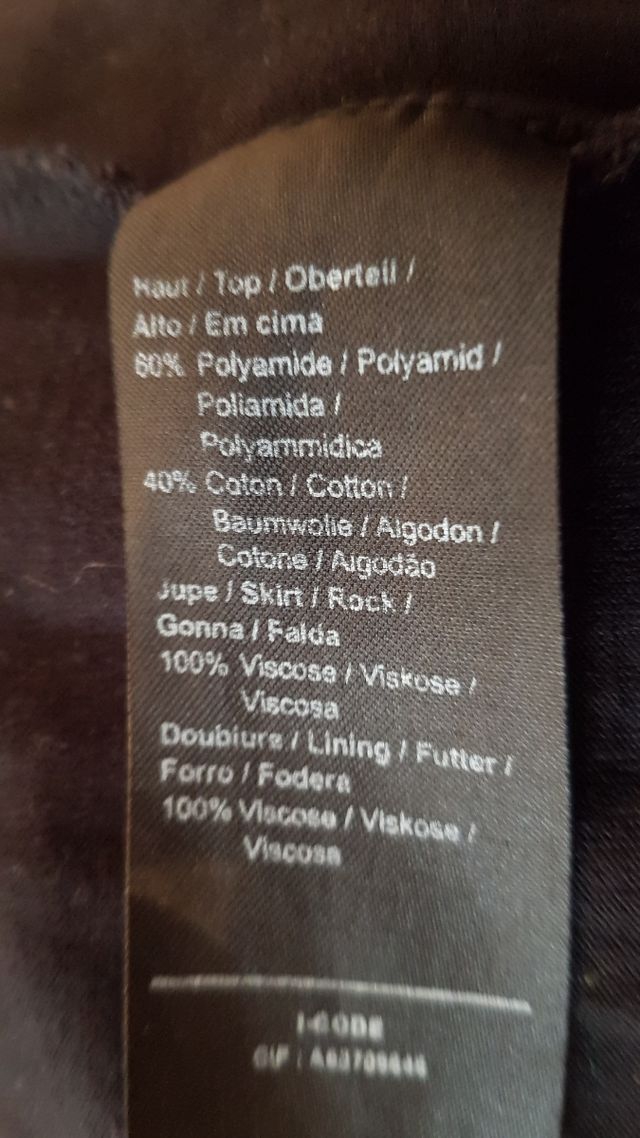 Haut / Top / Oberteil /
Alto / Em cima
60% Polyamide / Polyamid /
Poliamida /
Polyammidica
40% Coton / Cotton /
Baumwolle / Algodon /
Cotone / Algodão
Jupe / Skirt / Rock /
Gonna / Falda
100% Viscose / Viskose /
Viscosa
Doublure / Lining / Futter /
Forro / Fodera
100% Viscose / Viskose /
Viscosa
I-CODE